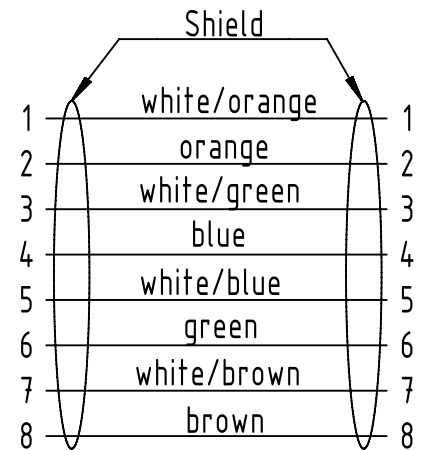 Shield
1 white/orange 1
2 orange 2
3 white/green 3
4 blue 4
5 white/blue 5
6 green 6
7 white/brown 7
8 brown 8